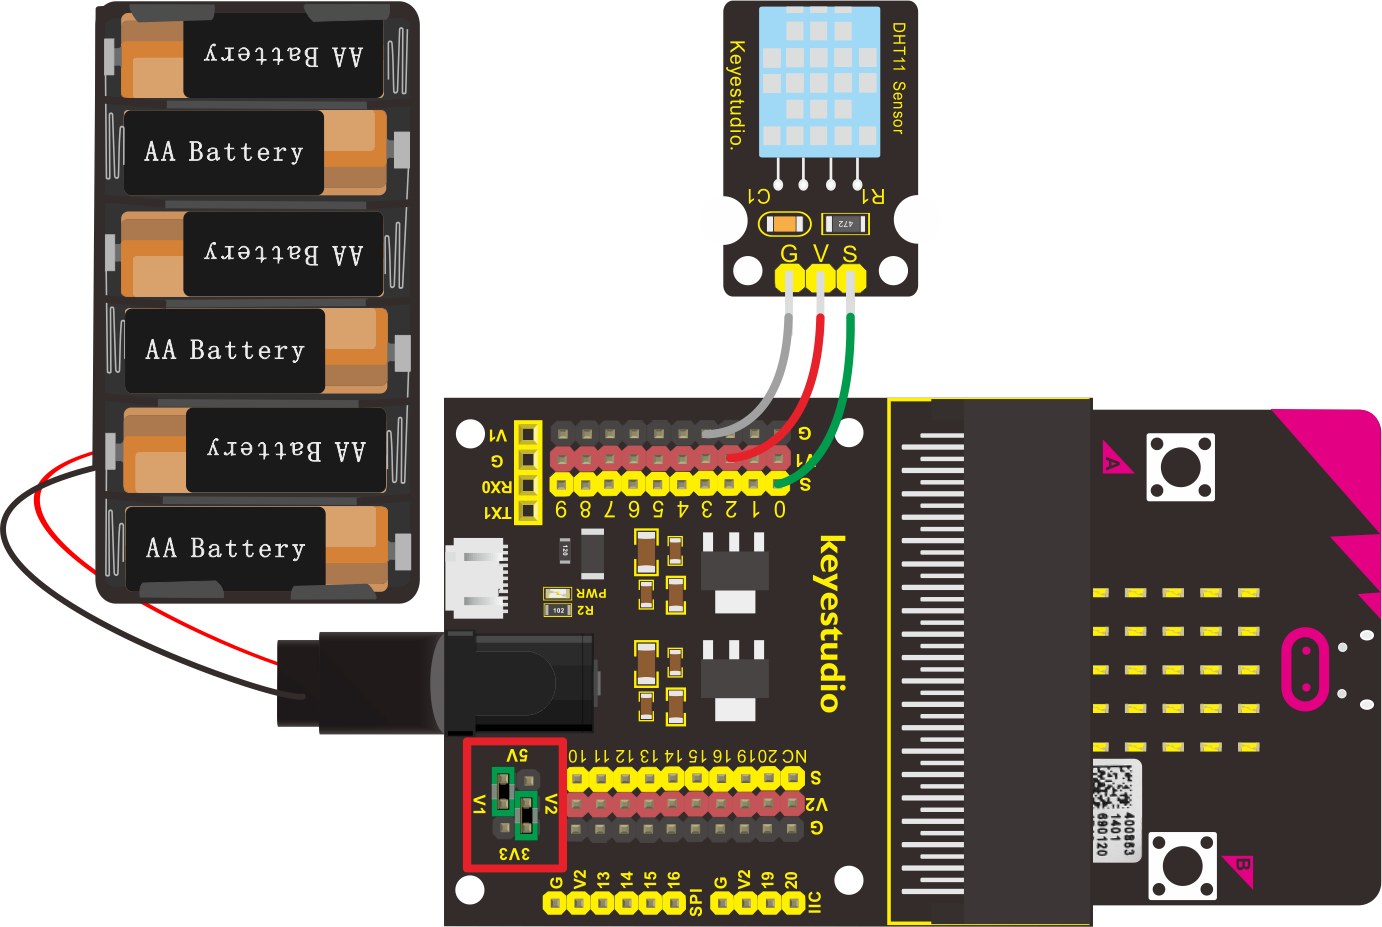 AA Battery
AA Battery
AA Battery
AA Battery
AA Battery
AA Battery
Keyestudio.
DHT11 Sensor
C1
R1
472
G V S
V1
G
RX0
TX1
G
V1
S
9 8 7 6 5 4 3 2 1 0
120
PWR
R2
102
keyestudio
5V
V1
V2
3V3
10 11 12 13 14 15 16 19 20 NC
S
V2
G
G V2 13 14 15 16
SPI
G V2 19 20
IIC
A
B
400863
1401
690120